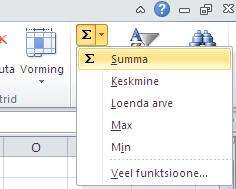 Σ
uta Vorming
trid
Σ Summa
Keskmine
Loenda arve
Max
Min
Veel funktsioone...
O